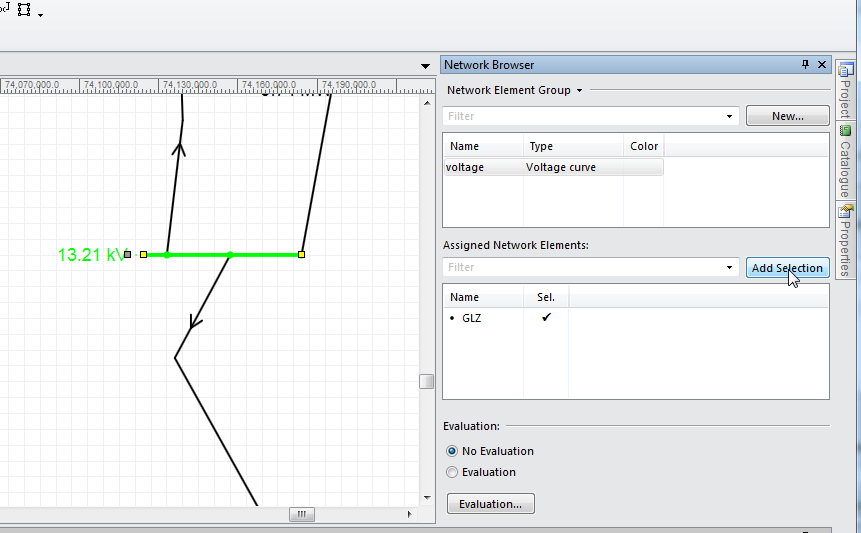 Network Browser
74,070,000.0 74,100,000.0 74,130,000.0 74,160,000.0 74,190,000.0
Network Element Group
Filter New...
Name Type Color
voltage Voltage curve
13.21 kV
Assigned Network Elements:
Filter Add Selection
Name Sel.
• GLZ ✔
Evaluation:
No Evaluation
Evaluation
Evaluation...
Project
Catalogue
Properties